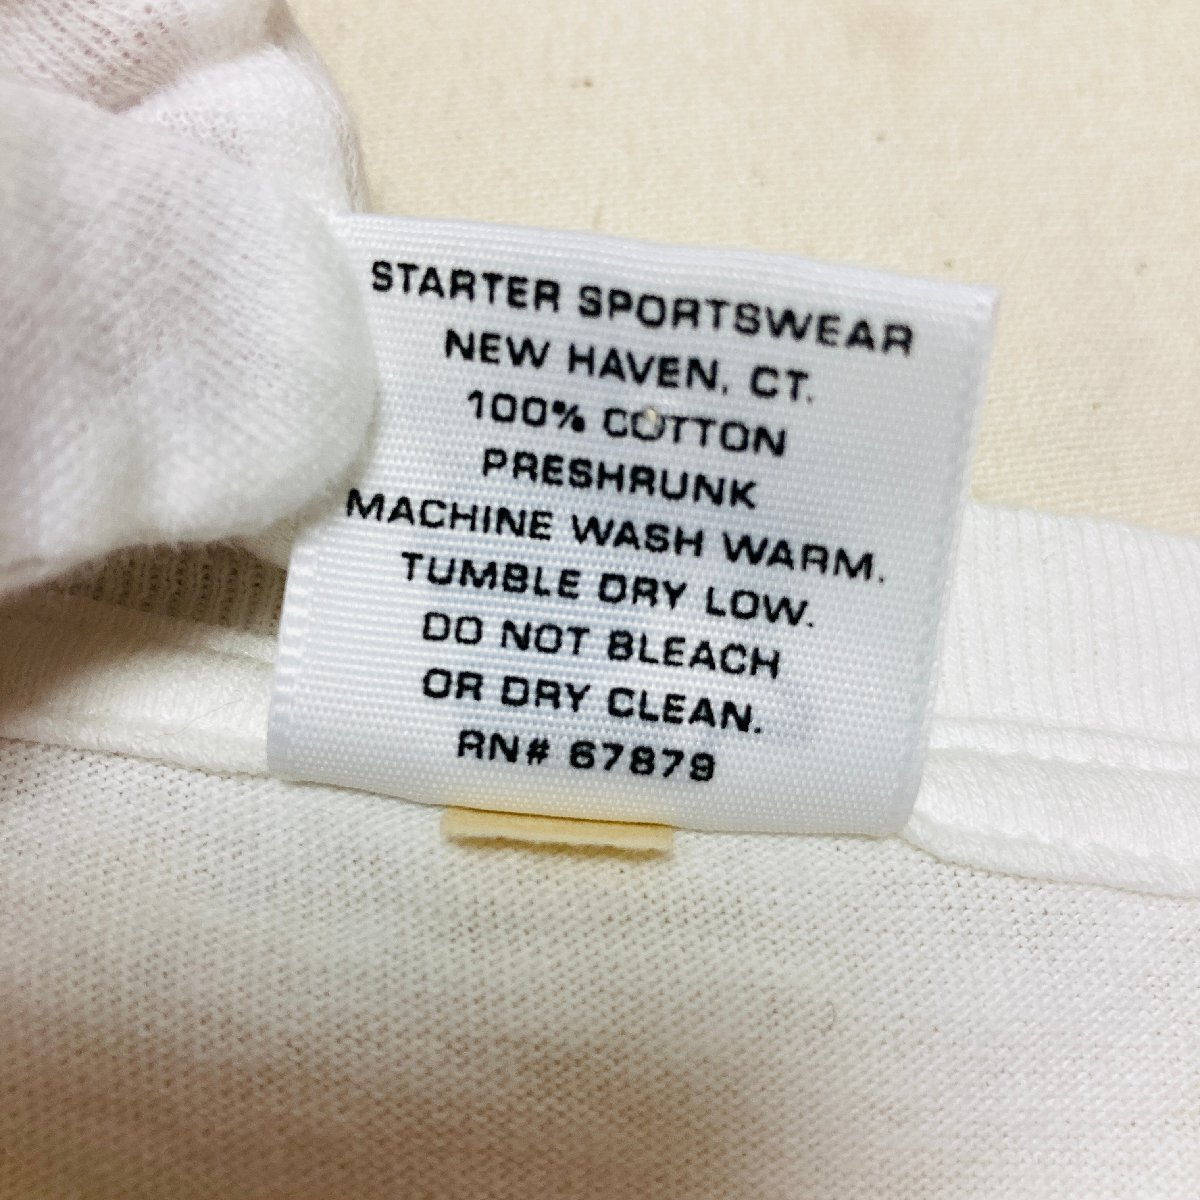 STARTER SPORTSWEAR
NEW HAVEN, CT.
100% COTTON
PRESHRUNK
MACHINE WASH WARM.
TUMBLE DRY LOW.
DO NOT BLEACH
OR DRY CLEAN.
RN# 67879